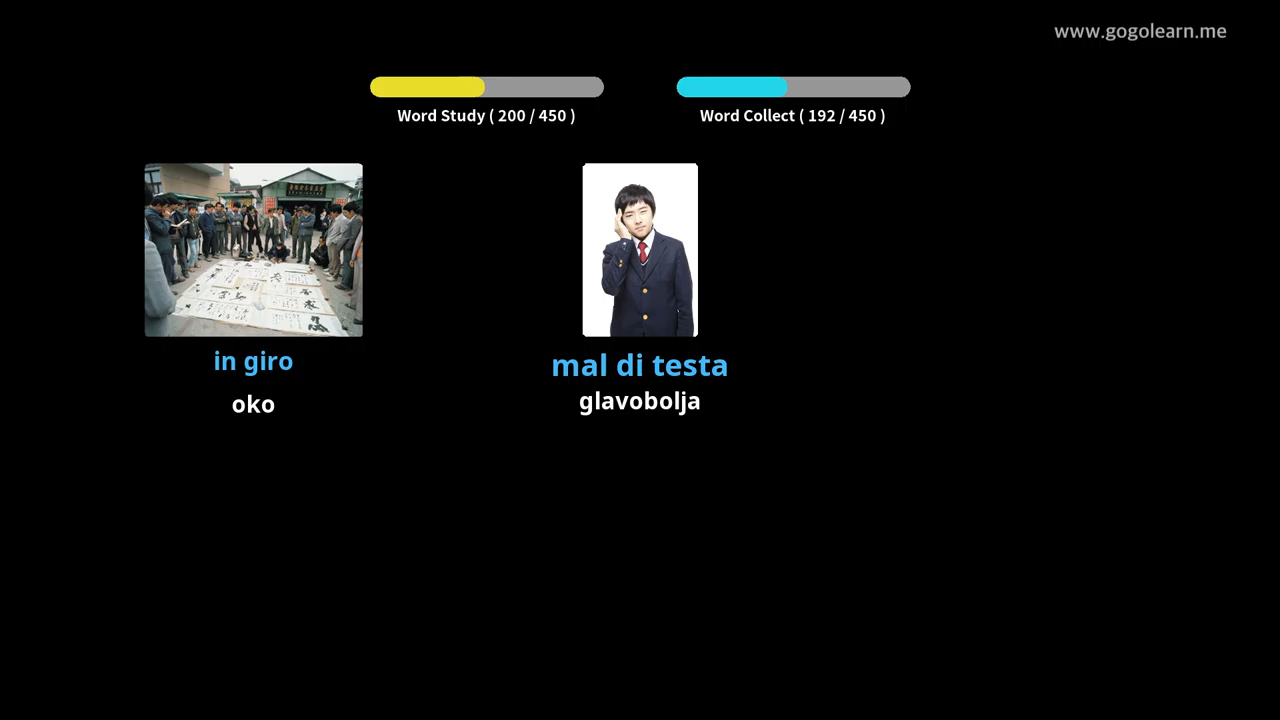 www.gogolearn.me
Word Study ( 200 / 450 )
Word Collect ( 192 / 450 )
in giro
oko
mal di testa
glavobolja